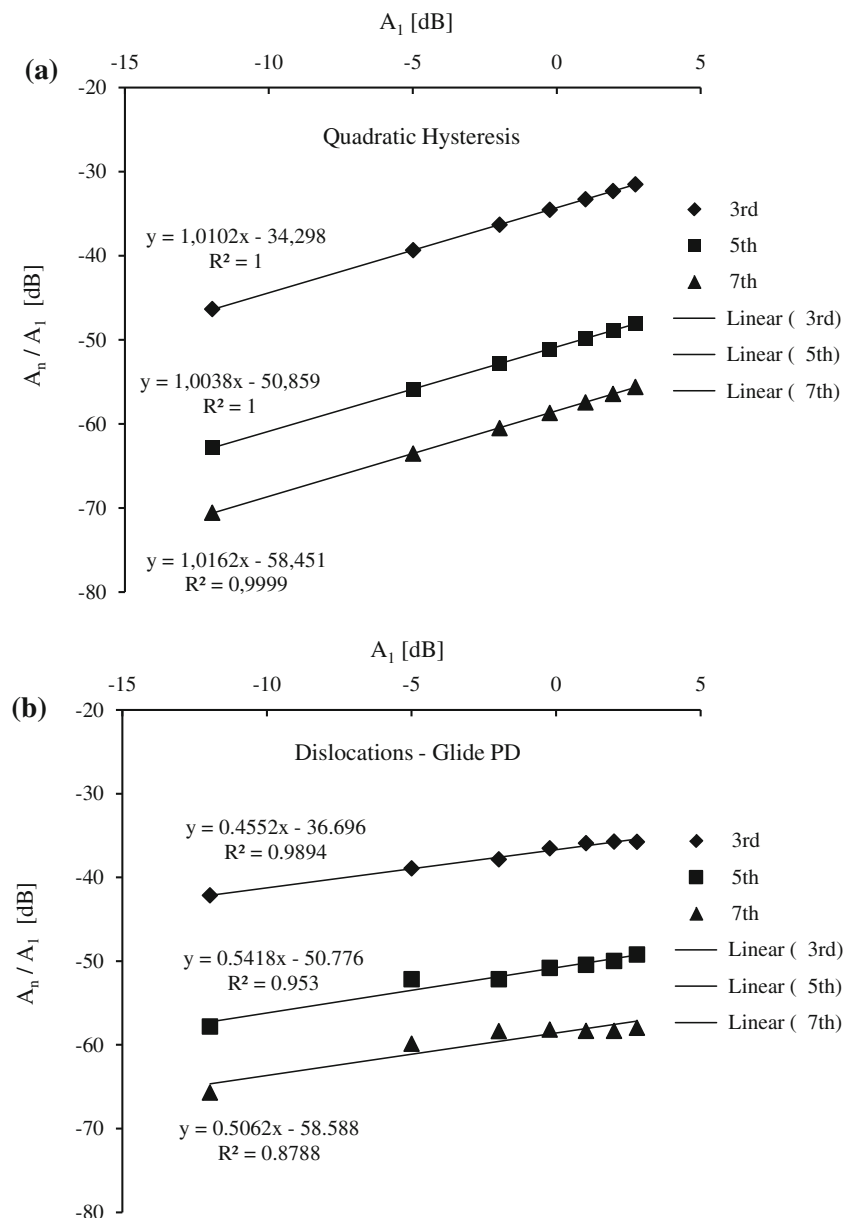 A₁ [dB]
(a)
-15 -10 -5 0 5
-20
Quadratic Hysteresis
-30
3rd
y = 1,0102x - 34,298
5th
-40
R² = 1
7th
Linear ( 3rd)
-50
Linear ( 5th)
y = 1,0038x - 50,859
Linear ( 7th)
R² = 1
-60
Aₙ / A₁ [dB]
-70
y = 1,0162x - 58,451
R² = 0,9999
-80
A₁ [dB]
-15 -10 -5 0 5
(b)
-20
Dislocations - Glide PD
-30
y = 0.4552x - 36.696
3rd
R² = 0.9894
-40
5th
7th
Linear ( 3rd)
-50
y = 0.5418x - 50.776
Linear ( 5th)
R² = 0.953
Linear ( 7th)
-60
Aₙ / A₁ [dB]
y = 0.5062x - 58.588
-70
R² = 0.8788
-80